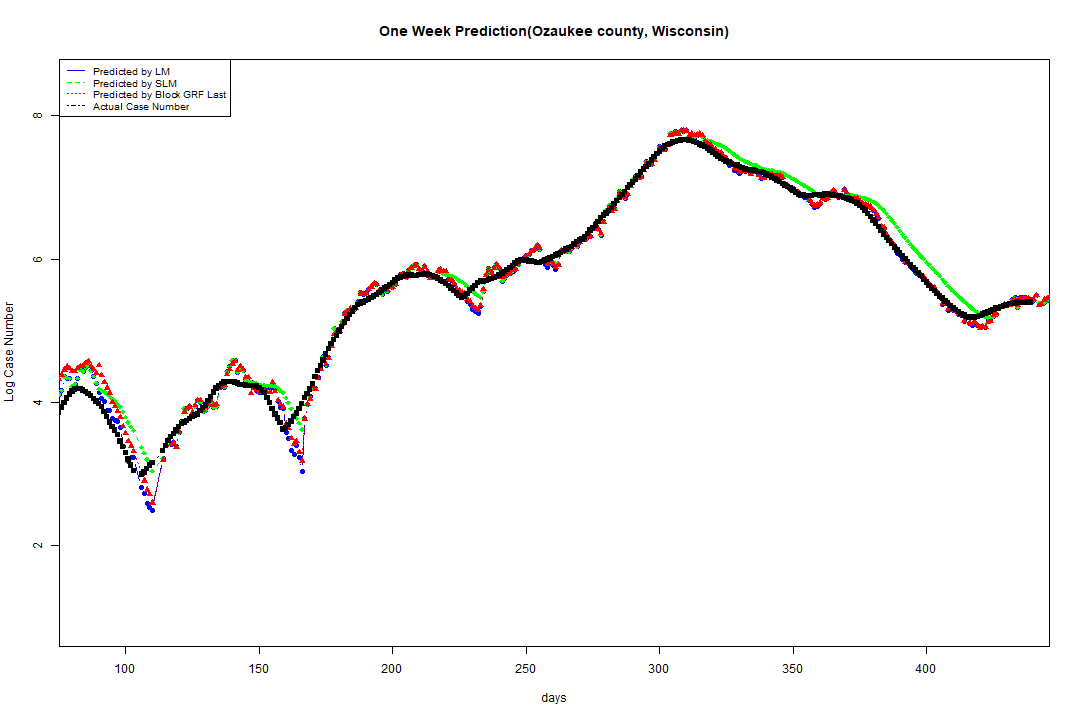 One Week Prediction(Ozaukee county, Wisconsin)
Predicted by LM
Predicted by SLM
Predicted by Block GRF Last
Actual Case Number
8
6
4
2
Log Case Number
100 150 200 250 300 350 400
days